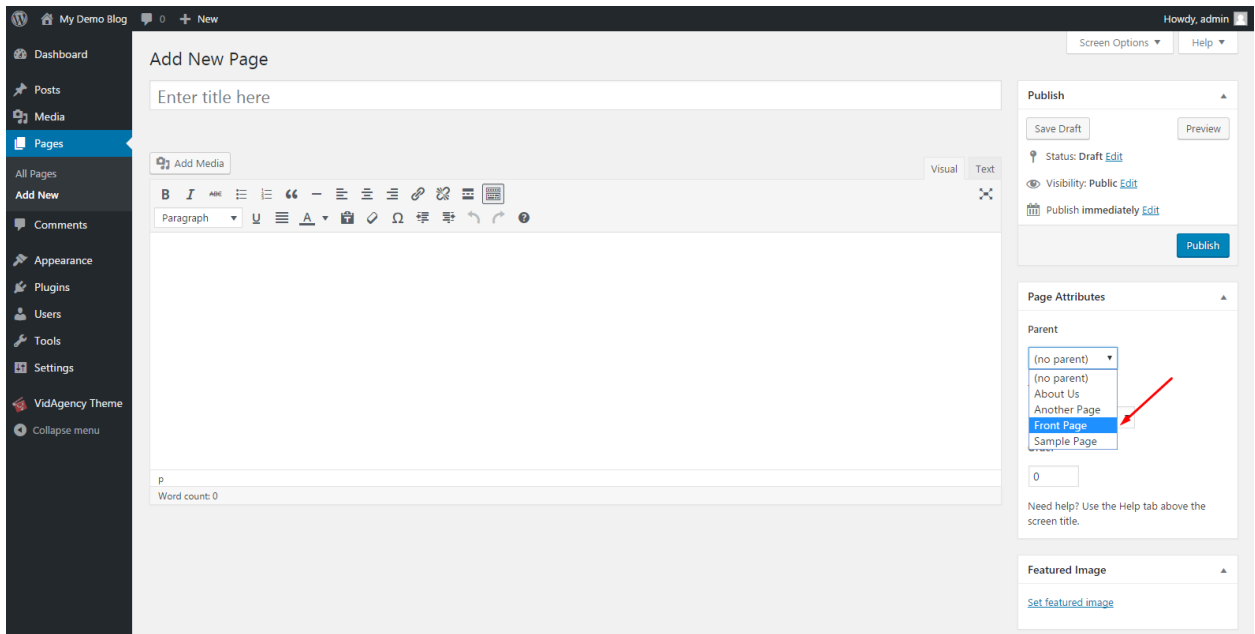 My Demo Blog 0 New Howdy, admin
Screen Options Help
Dashboard
Posts
Media
Pages
All Pages
Add New
Comments
Appearance
Plugins
Users
Tools
Settings
VidAgency Theme
Collapse menu
Add New Page
Enter title here
Add Media
Visual Text
B I ABC
Paragraph U A Ω
p
Word count: 0
Publish
Save Draft Preview
Status: Draft Edit
Visibility: Public Edit
Publish immediately Edit
Publish
Page Attributes
Parent
(no parent)
(no parent)
About Us
Another Page
Front Page
Sample Page
0
Need help? Use the Help tab above the
screen title.
Featured Image
Set featured image